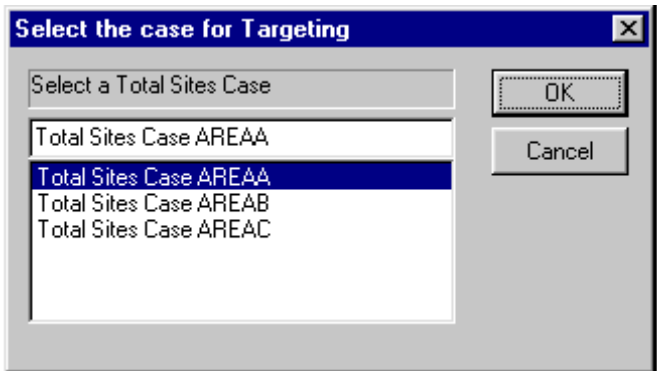 Select the case for Targeting
Select a Total Sites Case
OK
Total Sites Case AREAA
Cancel
Total Sites Case AREAA
Total Sites Case AREAB
Total Sites Case AREAC